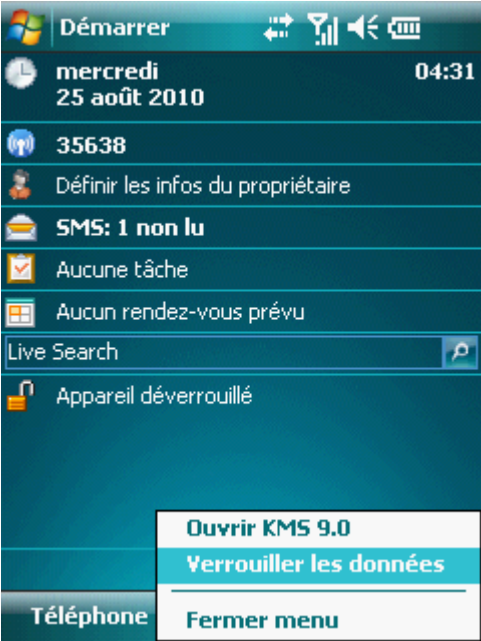 Démarrer
mercredi 04:31
25 août 2010
35638
Définir les infos du propriétaire
SMS: 1 non lu
Aucune tâche
Aucun rendez-vous prévu
Live Search
Appareil déverrouillé
Ouvrir KMS 9.0
Verrouiller les données
Téléphone
Fermer menu